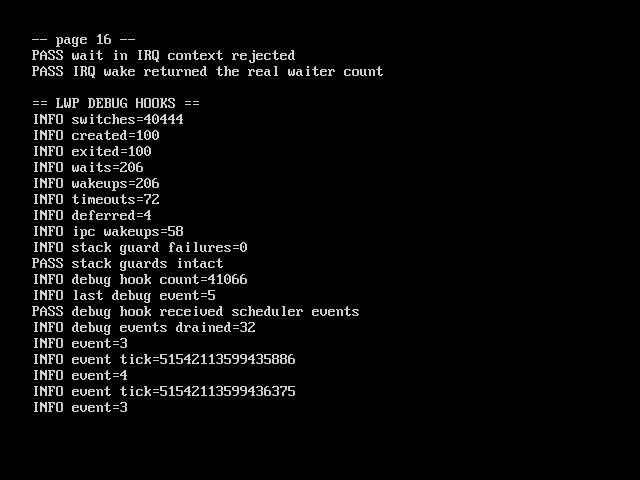 -- page 16 --
PASS wait in IRQ context rejected
PASS IRQ wake returned the real waiter count
== LWP DEBUG HOOKS ==
INFO switches=40444
INFO created=100
INFO exited=100
INFO waits=206
INFO wakeups=206
INFO timeouts=72
INFO deferred=4
INFO ipc wakeups=58
INFO stack guard failures=0
PASS stack guards intact
INFO debug hook count=41066
INFO last debug event=5
PASS debug hook received scheduler events
INFO debug events drained=32
INFO event=3
INFO event tick=51542113599435886
INFO event=4
INFO event tick=51542113599436375
INFO event=3